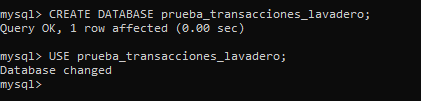 mysql> CREATE DATABASE prueba_transacciones_lavadero;
Query OK, 1 row affected (0.00 sec)
mysql> USE prueba_transacciones_lavadero;
Database changed
mysql>